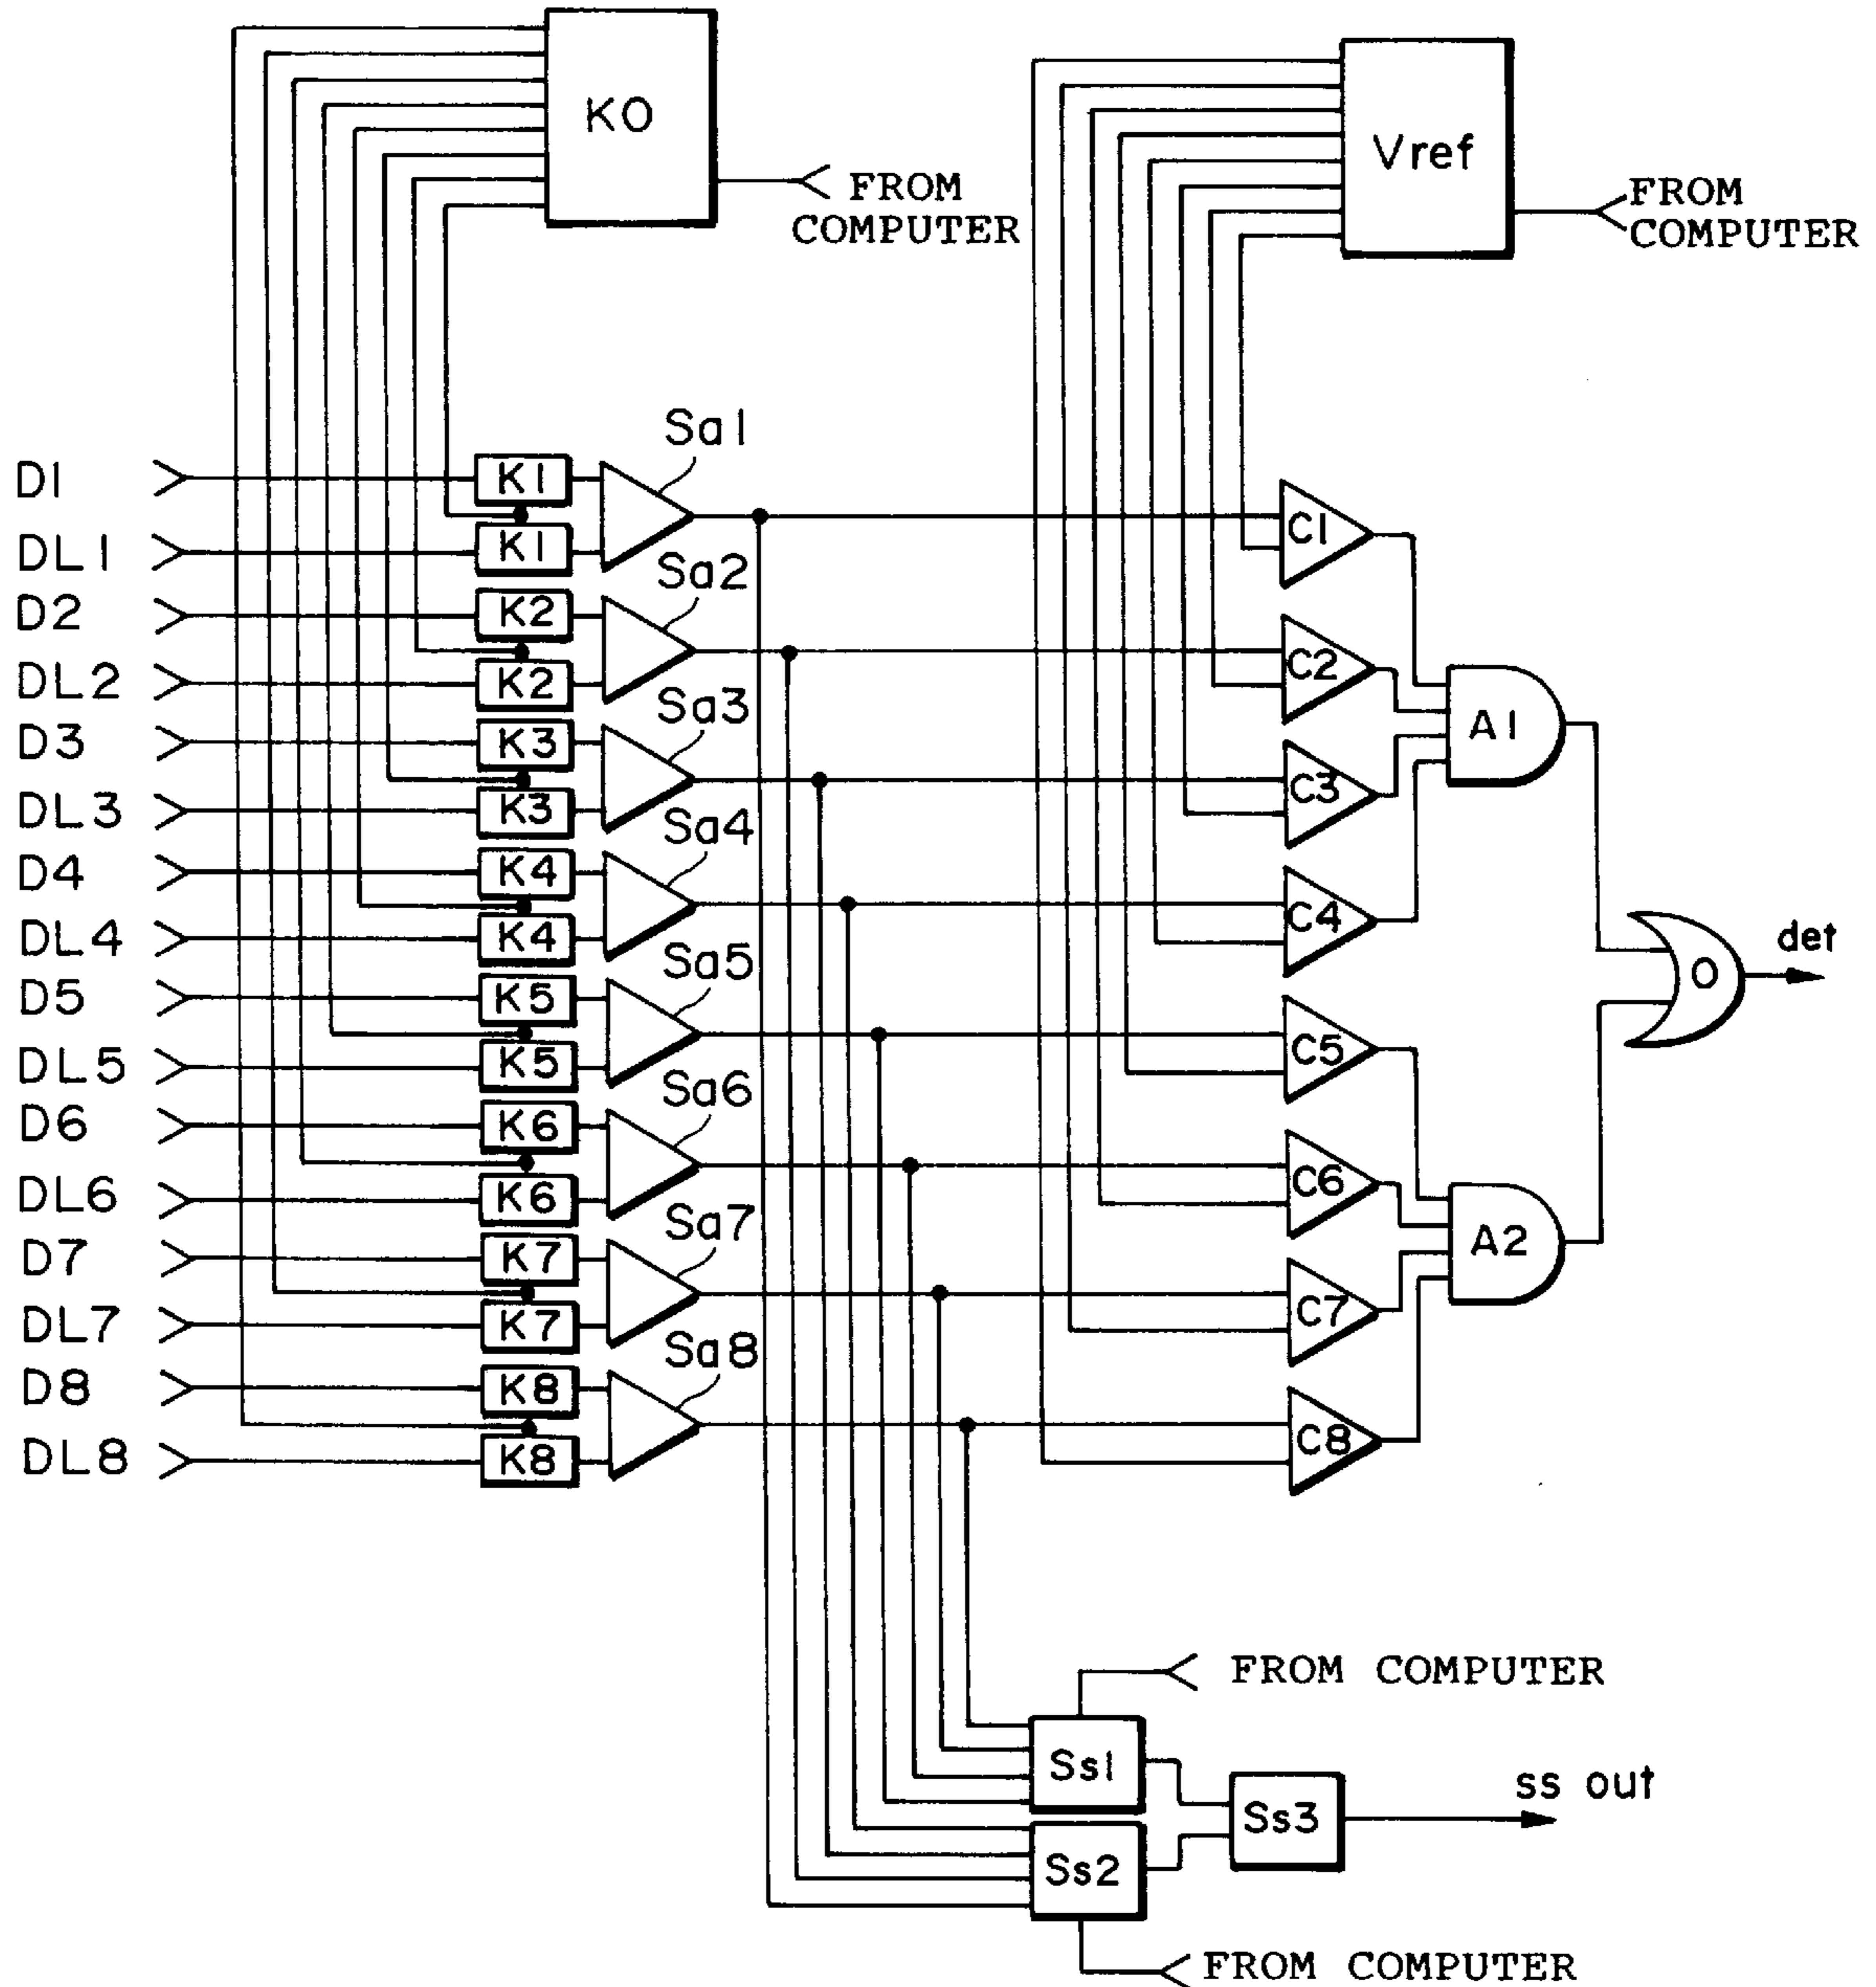 KO
FROM
COMPUTER
Vref
FROM
COMPUTER
Sa1
D1
K1
DL1
K1
C1
Sa2
D2
K2
DL2
K2
C2
Sa3
D3
K3
DL3
K3
C3
A1
Sa4
D4
K4
DL4
K4
C4
det
O
Sa5
D5
K5
DL5
K5
C5
Sa6
D6
K6
DL6
K6
C6
A2
Sa7
D7
K7
DL7
K7
C7
Sa8
D8
K8
DL8
K8
C8
FROM COMPUTER
Ss1
ss out
Ss3
Ss2
FROM COMPUTER